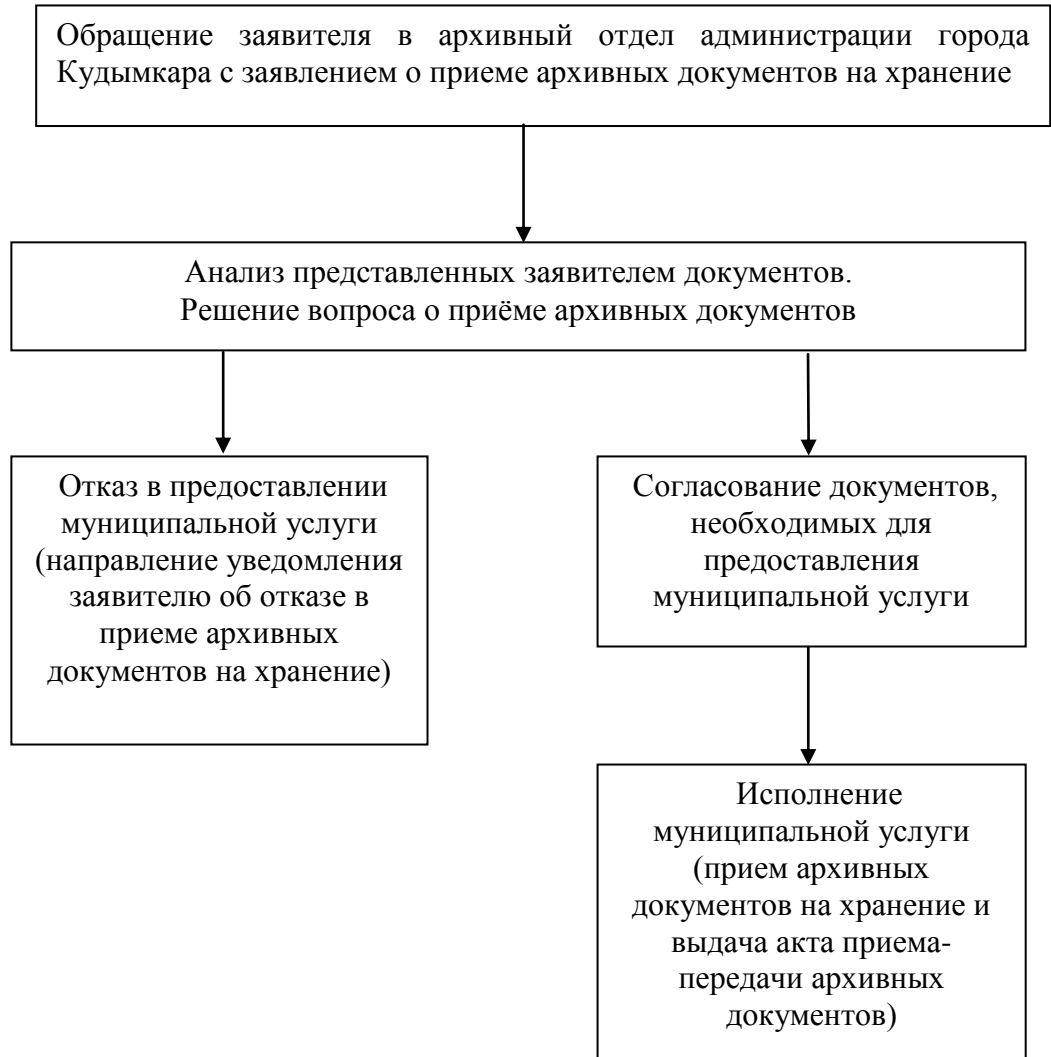 Обращение заявителя в архивный отдел администрации города
Кудымкара с заявлением о приеме архивных документов на хранение
Анализ представленных заявителем документов.
Решение вопроса о приёме архивных документов
Отказ в предоставлении
муниципальной услуги
(направление уведомления
заявителю об отказе в
приеме архивных
документов на хранение)
Согласование документов,
необходимых для
предоставления
муниципальной услуги
Исполнение
муниципальной услуги
(прием архивных
документов на хранение и
выдача акта приема-
передачи архивных
документов)